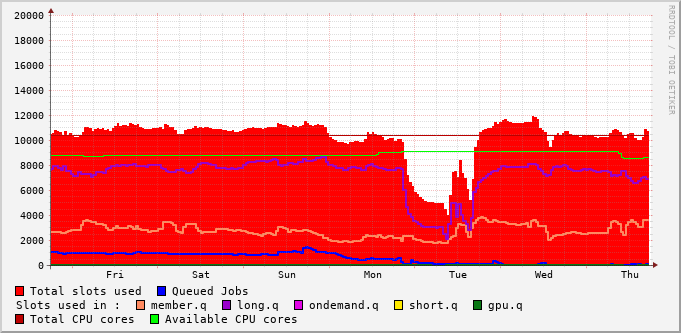 RRDTOOL / TOBI OETIKER
20000
18000
16000
14000
12000
10000
8000
6000
4000
2000
0
Fri Sat Sun Mon Tue Wed Thu
Total slots used Queued Jobs
Slots used in : member.q long.q ondemand.q short.q gpu.q
Total CPU cores Available CPU cores